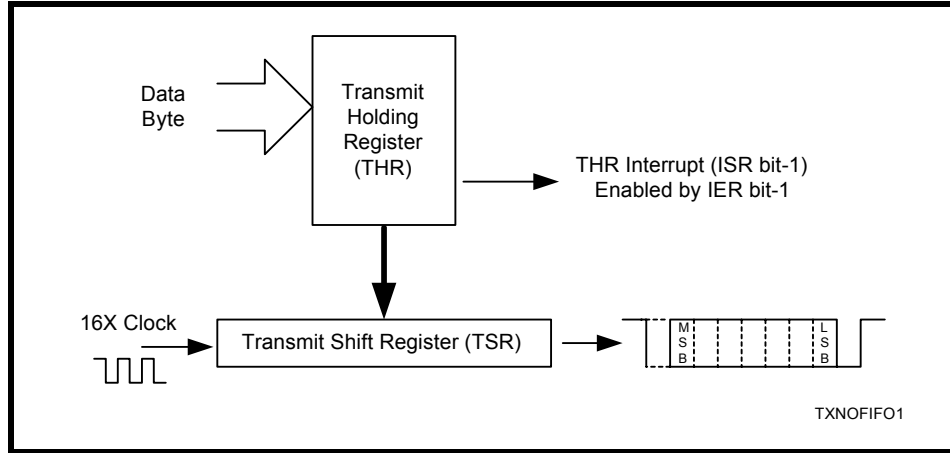 Data
Byte
Transmit
Holding
Register
(THR)
THR Interrupt (ISR bit-1)
Enabled by IER bit-1
16X Clock
Transmit Shift Register (TSR)
M
S
B
L
S
B
TXNOFIFO1